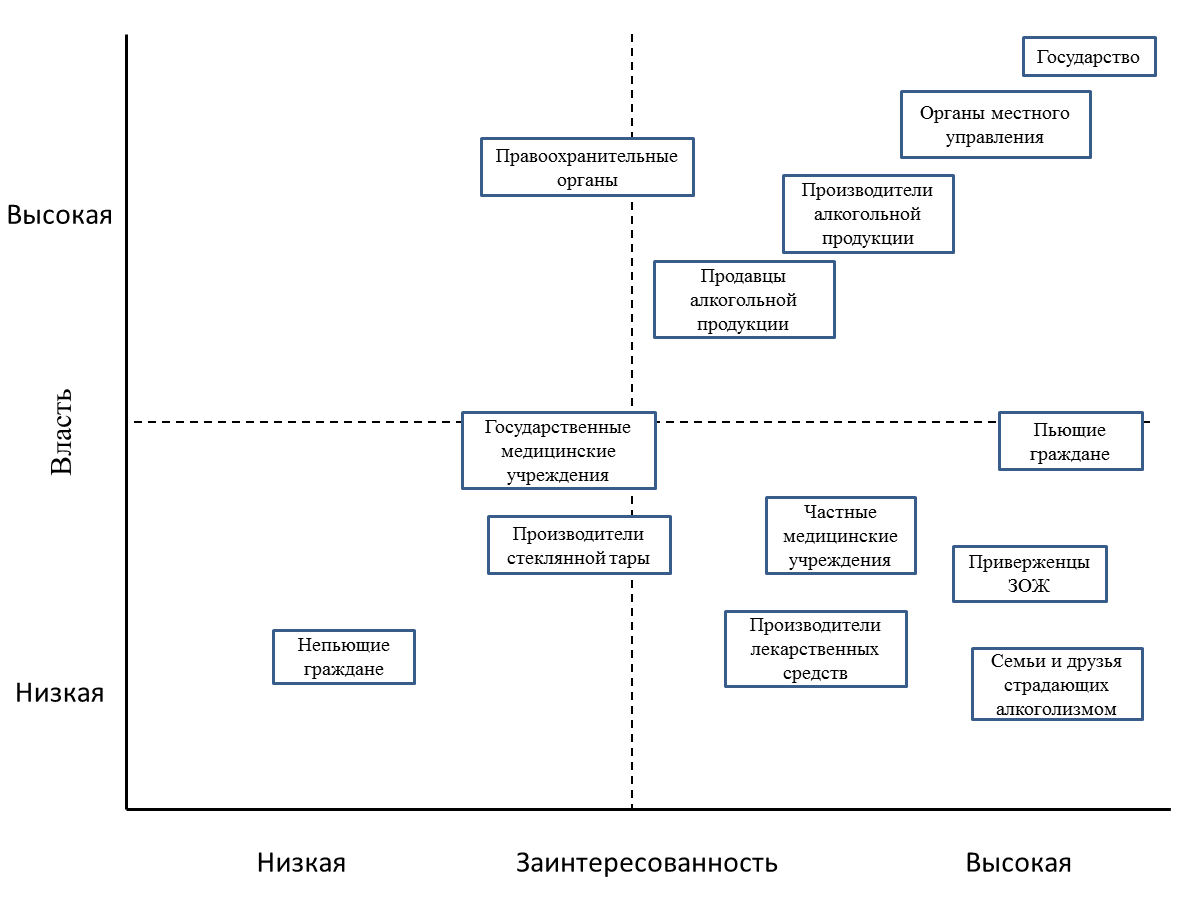 Государство
Органы местного
управления
Правоохранительные
органы
Производители
алкогольной
продукции
Высокая
Продавцы
алкогольной
продукции
Власть
Государственные
медицинские
учреждения
Пьющие
граждане
Частные
медицинские
учреждения
Производители
стеклянной тары
Приверженцы
ЗОЖ
Непьющие
граждане
Производители
лекарственных
средств
Семьи и друзья
страдающих
алкоголизмом
Низкая
Низкая
Заинтересованность
Высокая